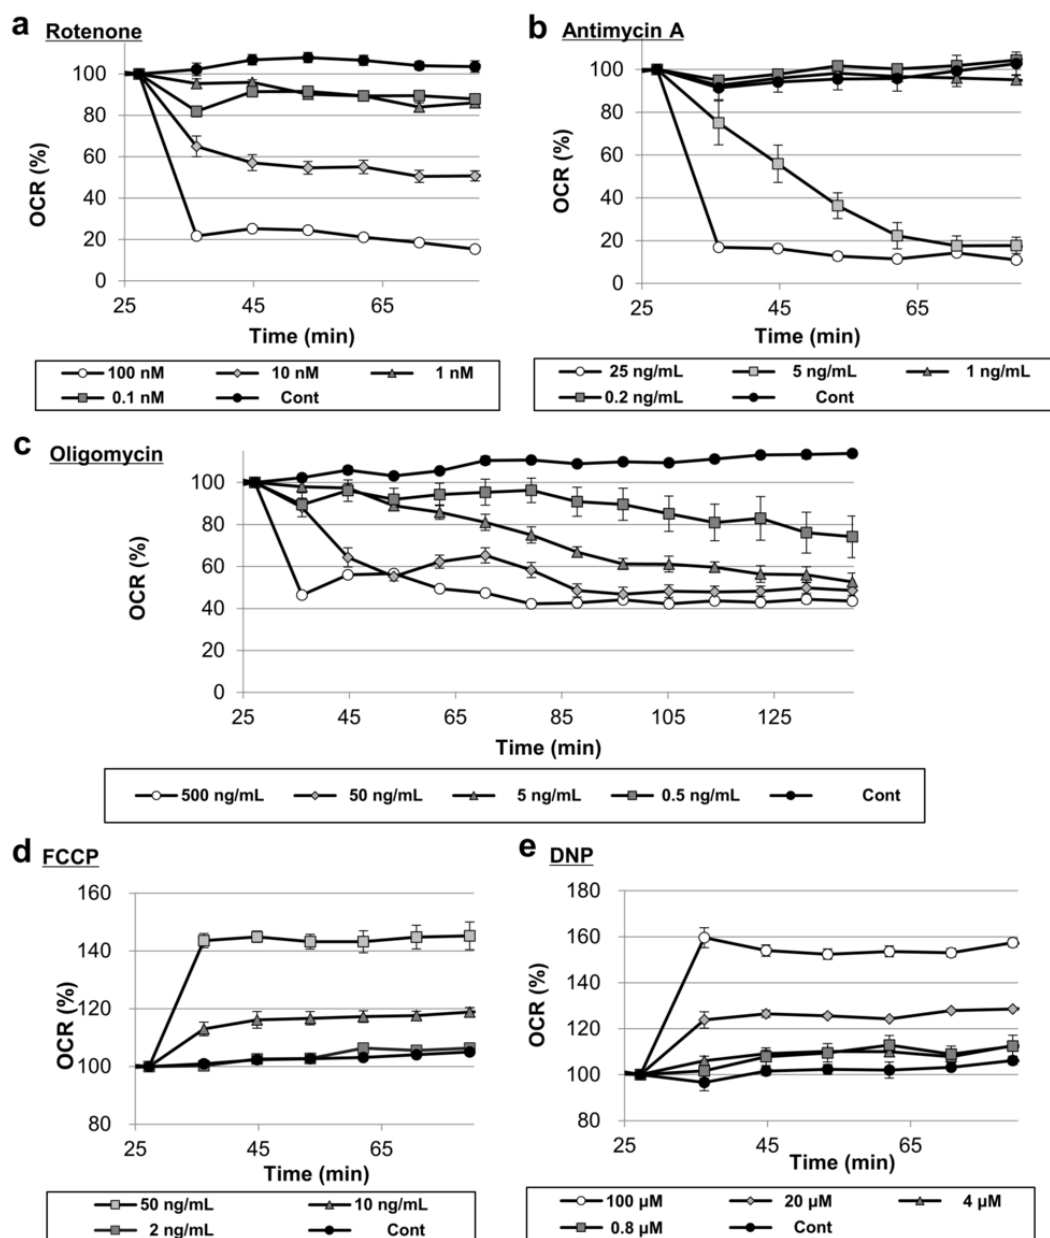 a Rotenone
100
80
60
40
20
0
OCR (%)
25 45 65
Time (min)
100 nM 10 nM 1 nM
0.1 nM Cont
b Antimycin A
100
80
60
40
20
0
OCR (%)
25 45 65
Time (min)
25 ng/mL 5 ng/mL 1 ng/mL
0.2 ng/mL Cont
c Oligomycin
100
80
60
40
20
0
OCR (%)
25 45 65 85 105 125
Time (min)
500 ng/mL 50 ng/mL 5 ng/mL 0.5 ng/mL Cont
d FCCP
160
140
120
100
80
OCR (%)
25 45 65
Time (min)
50 ng/mL 10 ng/mL
2 ng/mL Cont
e DNP
180
160
140
120
100
80
OCR (%)
25 45 65
Time (min)
100 µM 20 µM 4 µM
0.8 µM Cont